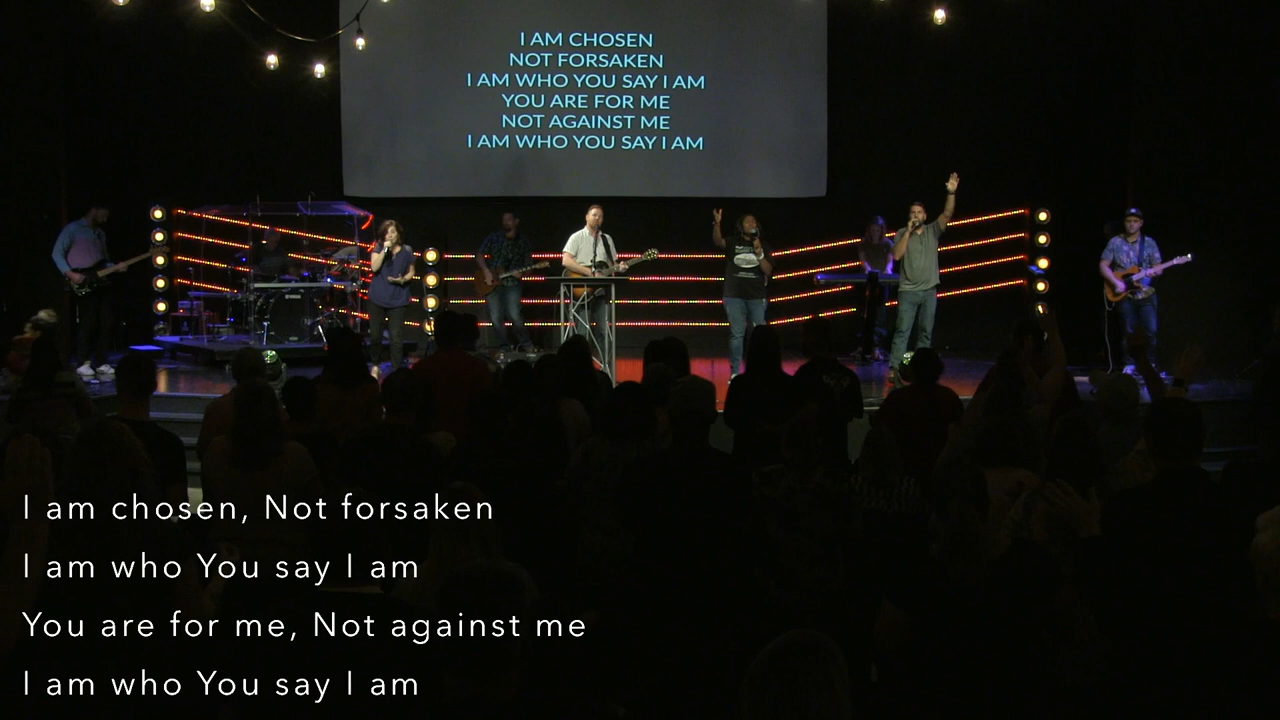 I AM CHOSEN
NOT FORSAKEN
I AM WHO YOU SAY I AM
YOU ARE FOR ME
NOT AGAINST ME
I AM WHO YOU SAY I AM
I am chosen, Not forsaken
I am who You say I am
You are for me, Not against me
I am who You say I am